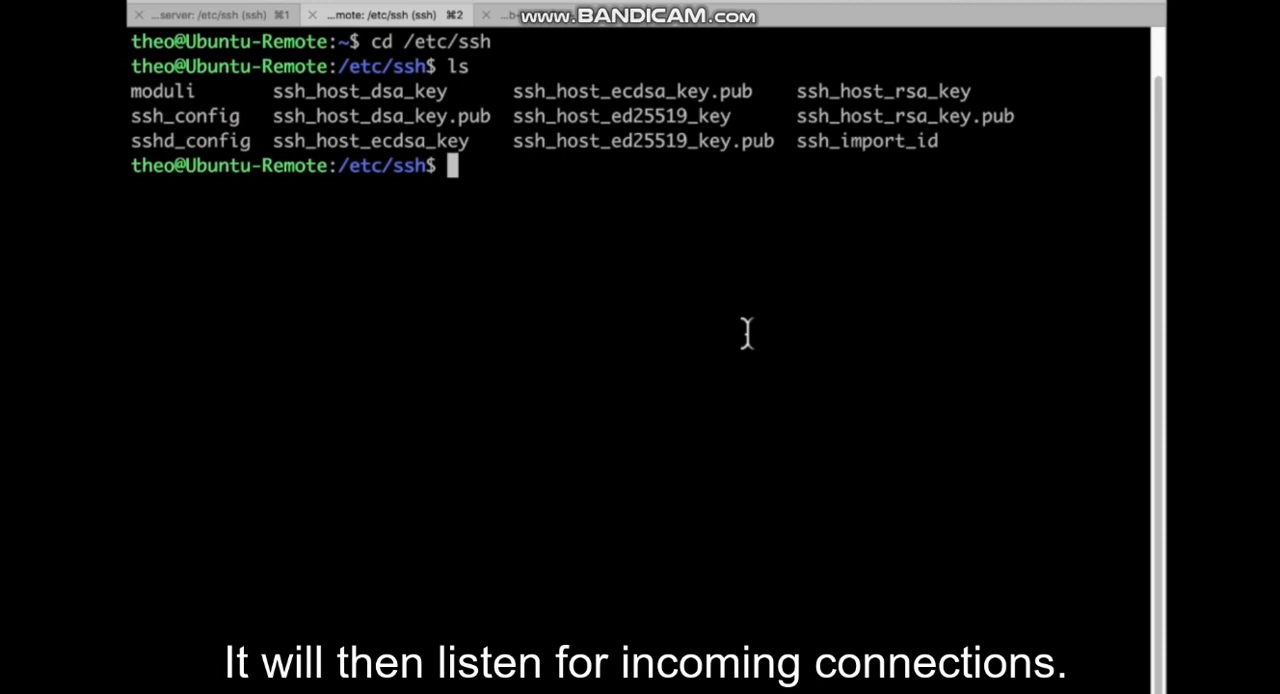 ...server: /etc/ssh (ssh) ⌘1 ...mote: /etc/ssh (ssh) ⌘2 ...b-
www.BANDICAM.com
theo@Ubuntu-Remote:~$ cd /etc/ssh
theo@Ubuntu-Remote:/etc/ssh$ ls
moduli ssh_host_dsa_key ssh_host_ecdsa_key.pub ssh_host_rsa_key
ssh_config ssh_host_dsa_key.pub ssh_host_ed25519_key ssh_host_rsa_key.pub
sshd_config ssh_host_ecdsa_key ssh_host_ed25519_key.pub ssh_import_id
theo@Ubuntu-Remote:/etc/ssh$
It will then listen for incoming connections.